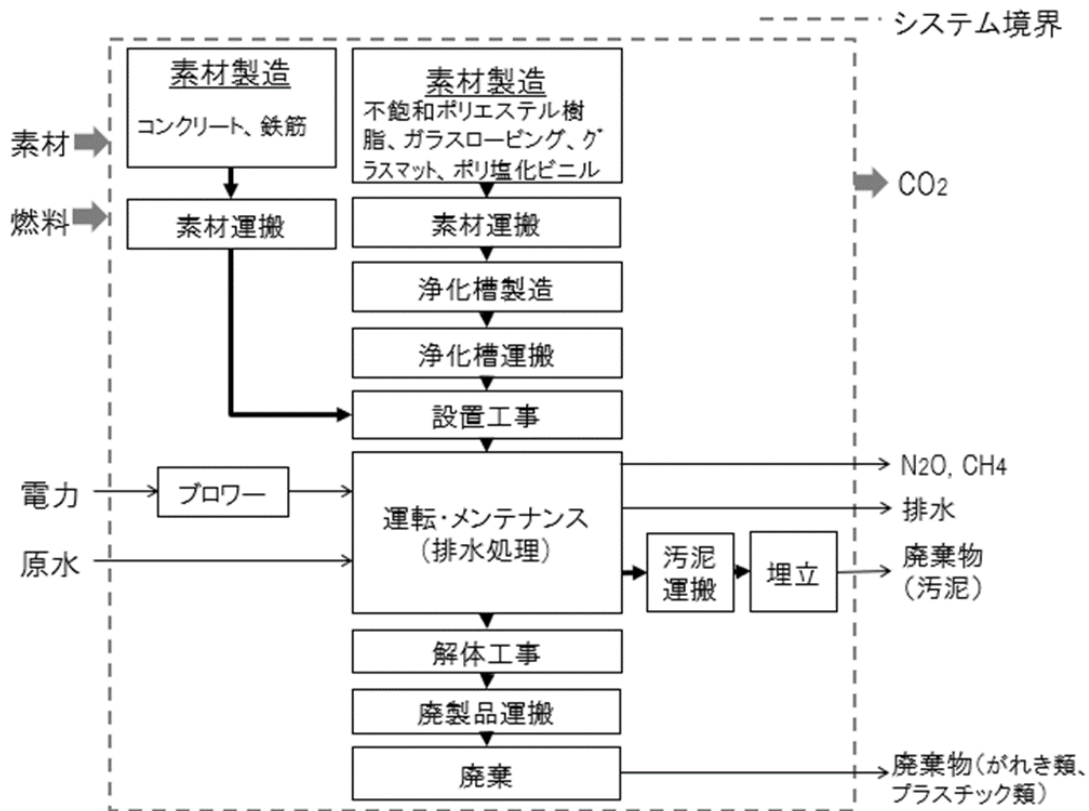 システム境界
素材製造
コンクリート、鉄筋
素材製造
不飽和ポリエステル樹
脂、ガラスロービング、グ
ラスマット、ポリ塩化ビニル
素材
燃料
CO2
素材運搬
素材運搬
浄化槽製造
浄化槽運搬
設置工事
電力
ブロワー
原水
運転・メンテナンス
(排水処理)
N2O, CH4
排水
汚泥
運搬
埋立
廃棄物
(汚泥)
解体工事
廃製品運搬
廃棄
廃棄物(がれき類、
プラスチック類)